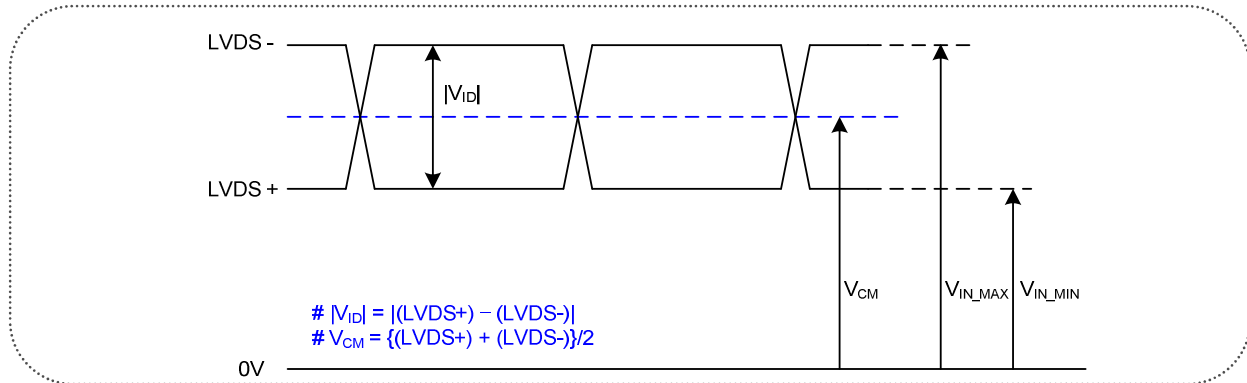 LVDS -
|VID|
LVDS +
VCM
VIN_MAX
VIN_MIN
# |VID| = |(LVDS+) – (LVDS-)|
# VCM = {(LVDS+) + (LVDS-)}/2
0V